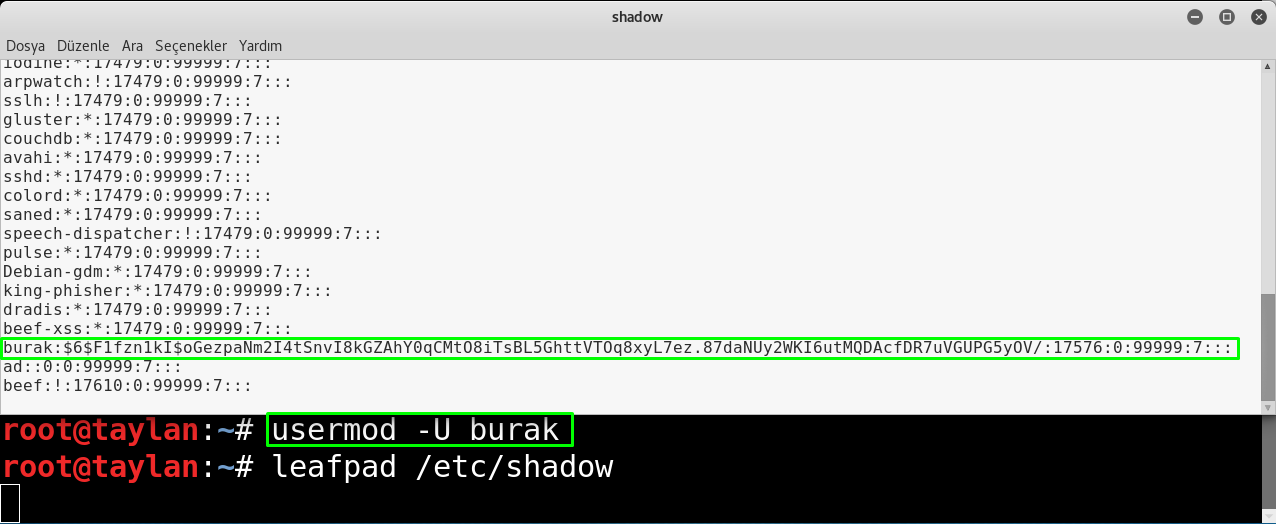 shadow
Dosya Düzenle Ara Seçenekler Yardım
iodine:*:17479:0:99999:7:::
arpwatch:!:17479:0:99999:7:::
sslh:!:17479:0:99999:7:::
gluster:*:17479:0:99999:7:::
couchdb:*:17479:0:99999:7:::
avahi:*:17479:0:99999:7:::
sshd:*:17479:0:99999:7:::
colord:*:17479:0:99999:7:::
saned:*:17479:0:99999:7:::
speech-dispatcher:!:17479:0:99999:7:::
pulse:*:17479:0:99999:7:::
Debian-gdm:*:17479:0:99999:7:::
king-phisher:*:17479:0:99999:7:::
dradis:*:17479:0:99999:7:::
beef-xss:*:17479:0:99999:7:::
burak:$6$F1fzn1kI$oGezpaNm2I4tSnvI8kGZAhY0qCMtO8iTsBL5GhttVTOq8xyL7ez.87daNUy2WKI6utMQDAcfDR7uVGUPG5yOV/:17576:0:99999:7:::
ad::0:0:99999:7:::
beef:!:17610:0:99999:7:::
root@taylan:~# usermod -U burak
root@taylan:~# leafpad /etc/shadow